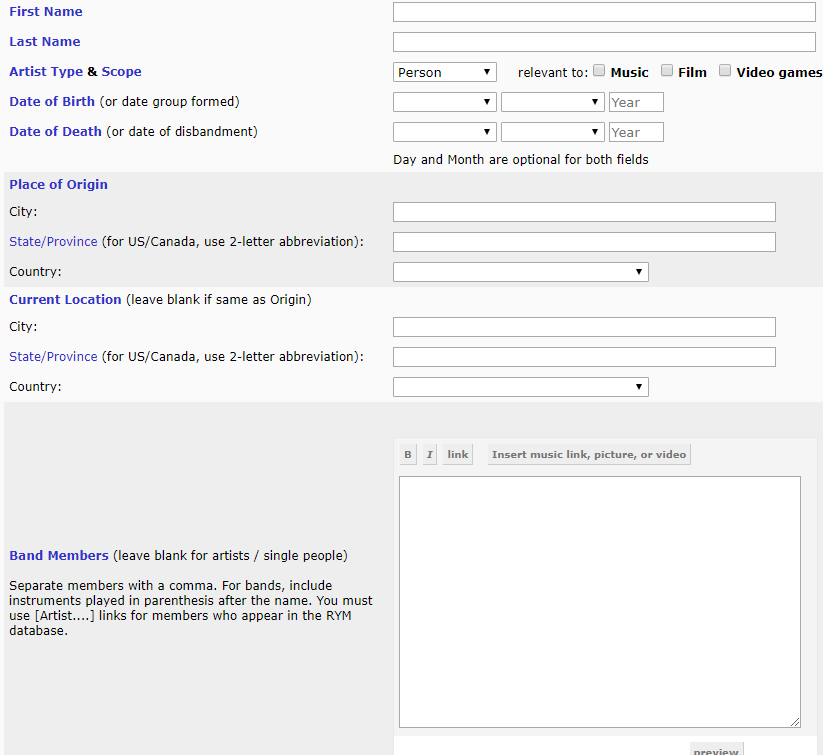 First Name
Last Name
Artist Type & Scope Person relevant to: Music Film Video games
Date of Birth (or date group formed) Year
Date of Death (or date of disbandment) Year
Day and Month are optional for both fields
Place of Origin
City:
State/Province (for US/Canada, use 2-letter abbreviation):
Country:
Current Location (leave blank if same as Origin)
City:
State/Province (for US/Canada, use 2-letter abbreviation):
Country:
B I link Insert music link, picture, or video
Band Members (leave blank for artists / single people)
Separate members with a comma. For bands, include
instruments played in parenthesis after the name. You must
use [Artist....] links for members who appear in the RYM
database.
preview